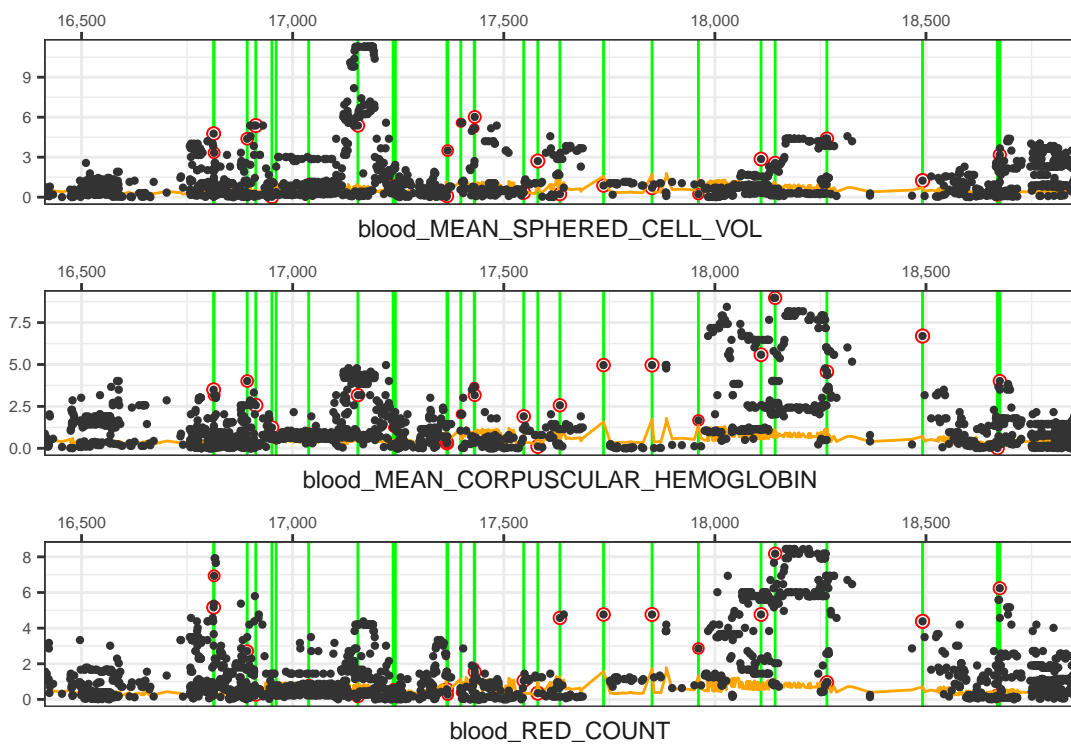 16,500 17,000 17,500 18,000 18,500
9
6
3
0
blood_MEAN_SPHERED_CELL_VOL
16,500 17,000 17,500 18,000 18,500
7.5
5.0
2.5
0.0
blood_MEAN_CORPUSCULAR_HEMOGLOBIN
16,500 17,000 17,500 18,000 18,500
8
6
4
2
0
blood_RED_COUNT